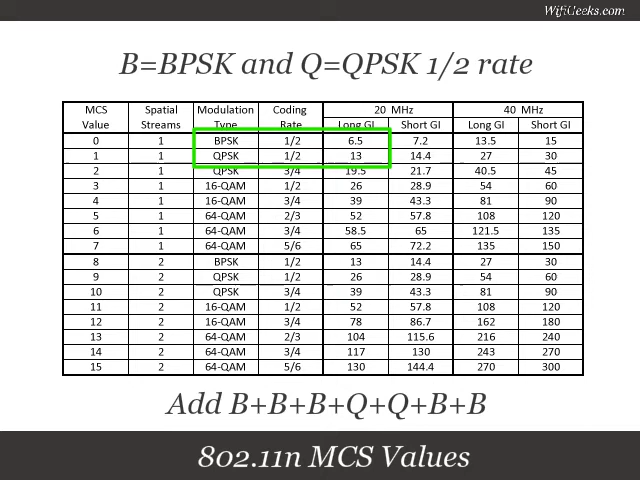 WifiGeeks.com
B=BPSK and Q=QPSK 1/2 rate
MCS Value Spatial Streams Modulation Type Coding Rate 20 MHz 40 MHz
Long GI Short GI Long GI Short GI
0 1 BPSK 1/2 6.5 7.2 13.5 15
1 1 QPSK 1/2 13 14.4 27 30
2 1 QPSK 3/4 19.5 21.7 40.5 45
3 1 16-QAM 1/2 26 28.9 54 60
4 1 16-QAM 3/4 39 43.3 81 90
5 1 64-QAM 2/3 52 57.8 108 120
6 1 64-QAM 3/4 58.5 65 121.5 135
7 1 64-QAM 5/6 65 72.2 135 150
8 2 BPSK 1/2 13 14.4 27 30
9 2 QPSK 1/2 26 28.9 54 60
10 2 QPSK 3/4 39 43.3 81 90
11 2 16-QAM 1/2 52 57.8 108 120
12 2 16-QAM 3/4 78 86.7 162 180
13 2 64-QAM 2/3 104 115.6 216 240
14 2 64-QAM 3/4 117 130 243 270
15 2 64-QAM 5/6 130 144.4 270 300
Add B+B+B+Q+Q+B+B
802.11n MCS Values